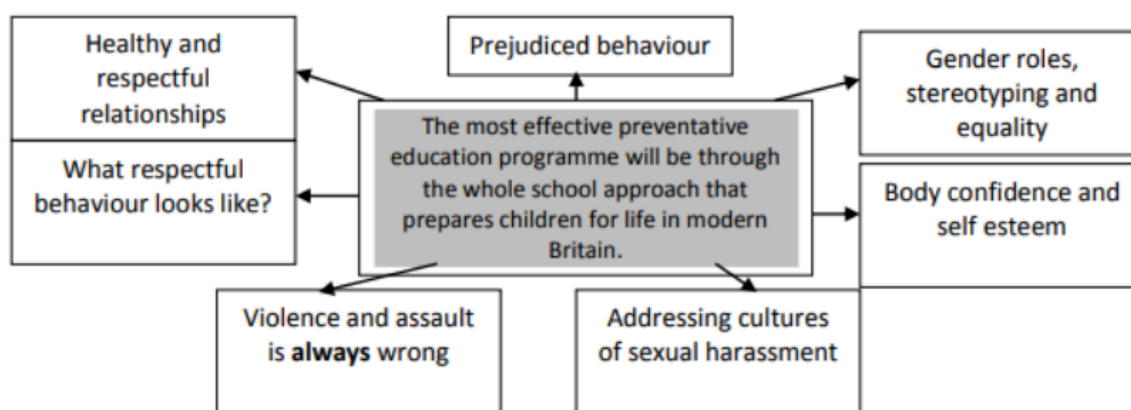 Healthy and
respectful
relationships
Prejudiced behaviour
Gender roles,
stereotyping and
equality
The most effective preventative
education programme will be through
the whole school approach that
prepares children for life in modern
Britain.
What respectful
behaviour looks like?
Body confidence and
self esteem
Violence and assault
is always wrong
Addressing cultures
of sexual harassment